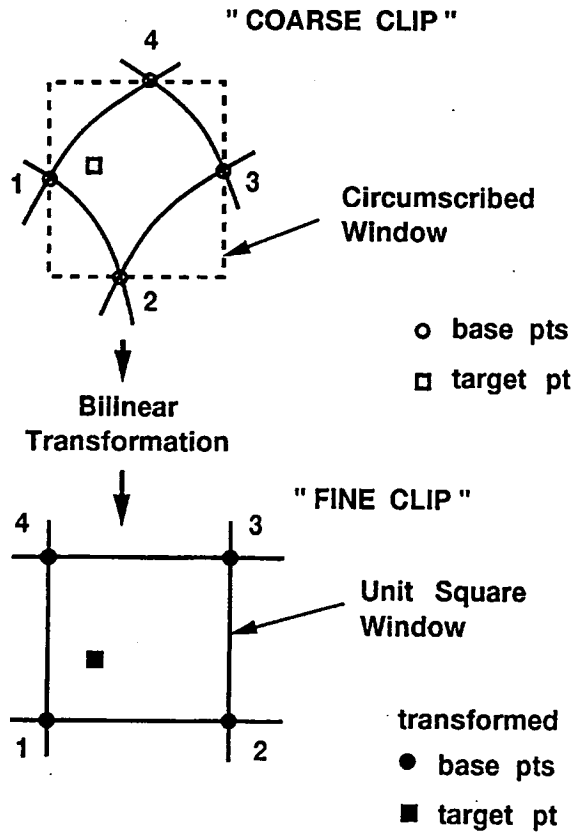 "COARSE CLIP"
4
1
3
Circumscribed
Window
2
base pts
target pt
Bilinear
Transformation
"FINE CLIP"
4
3
Unit Square
Window
1
2
transformed
base pts
target pt